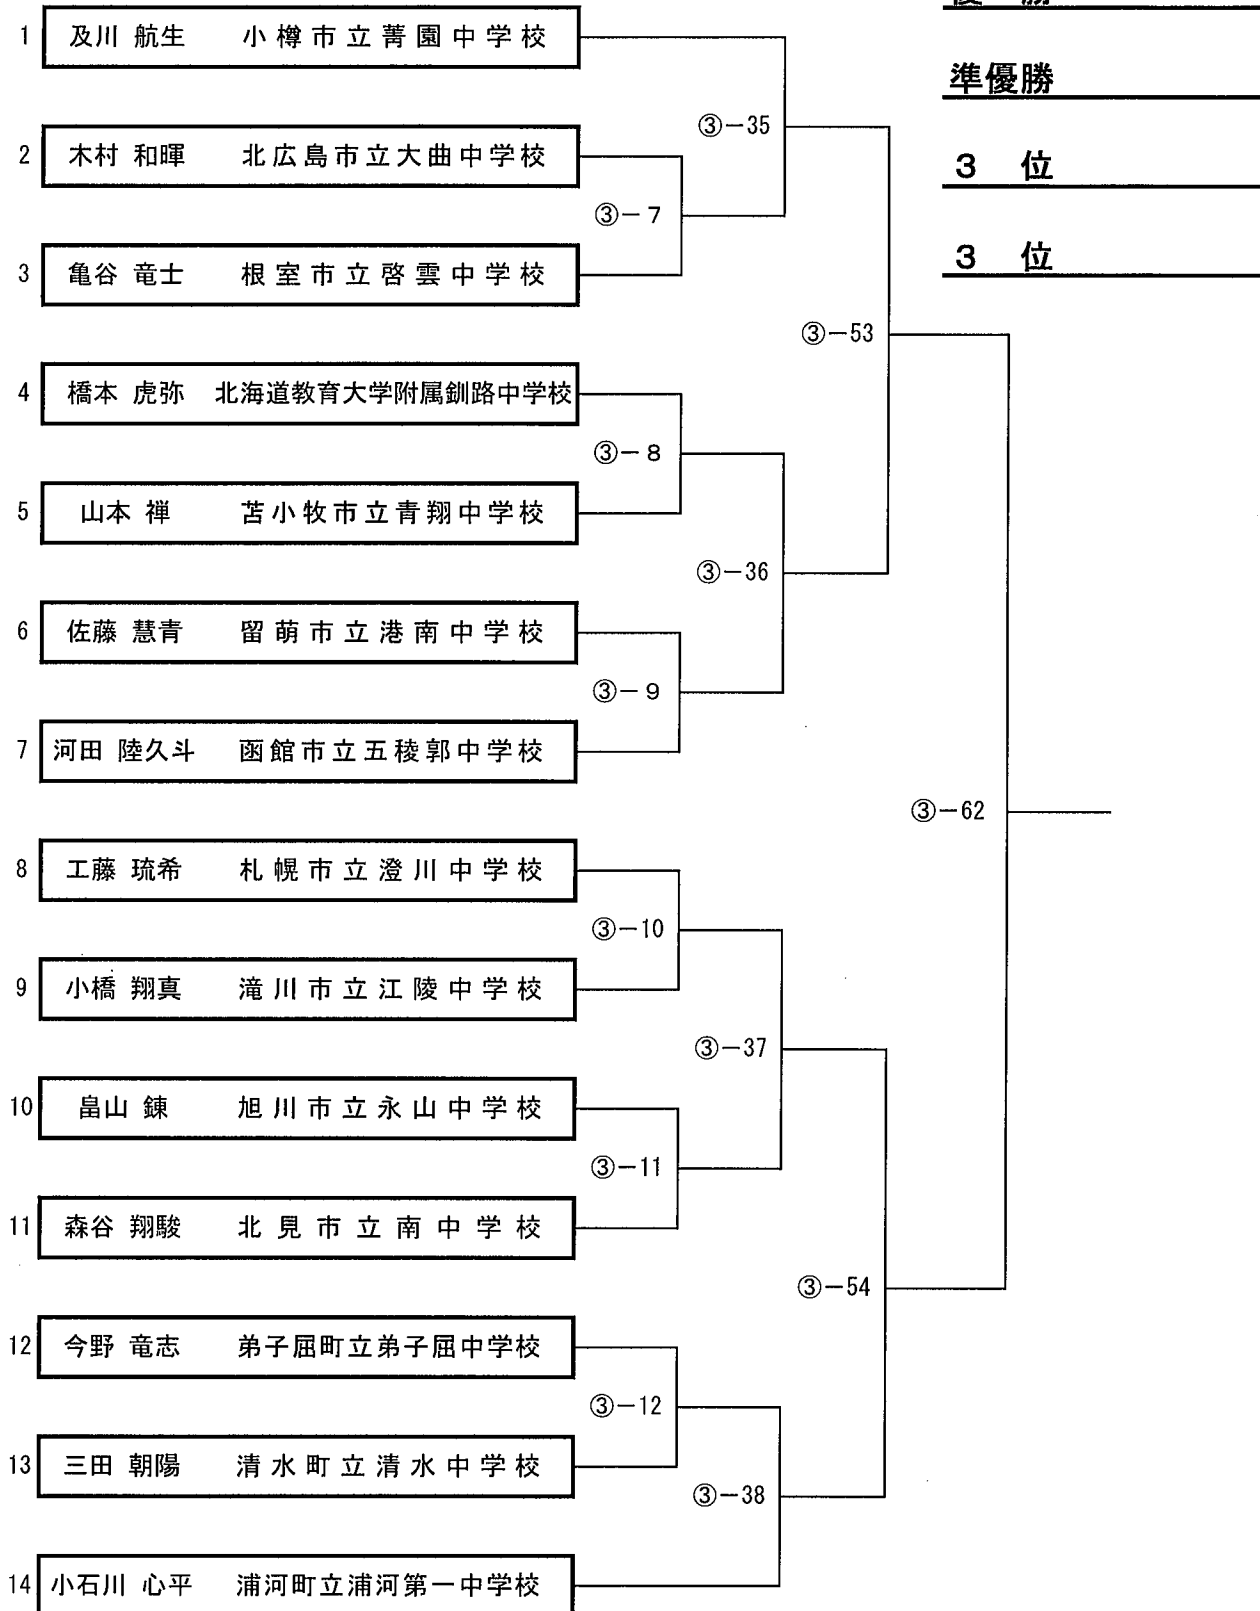 優 勝
準優勝
3 位
3 位
1 及川 航生 小樽市立菁園中学校
2 木村 和暉 北広島市立大曲中学校
3 亀谷 竜士 根室市立啓雲中学校
4 橋本 虎弥 北海道教育大学附属釧路中学校
5 山本 禅 苫小牧市立青翔中学校
6 佐藤 慧青 留萌市立港南中学校
7 河田 陸久斗 函館市立五稜郭中学校
8 工藤 琉希 札幌市立澄川中学校
9 小橋 翔真 滝川市立江陵中学校
10 畠山 錬 旭川市立永山中学校
11 森谷 翔駿 北見市立南中学校
12 今野 竜志 弟子屈町立弟子屈中学校
13 三田 朝陽 清水町立清水中学校
14 小石川 心平 浦河町立浦河第一中学校
③－7
③－8
③－9
③－10
③－11
③－12
③－35
③－36
③－37
③－38
③－53
③－54
③－62